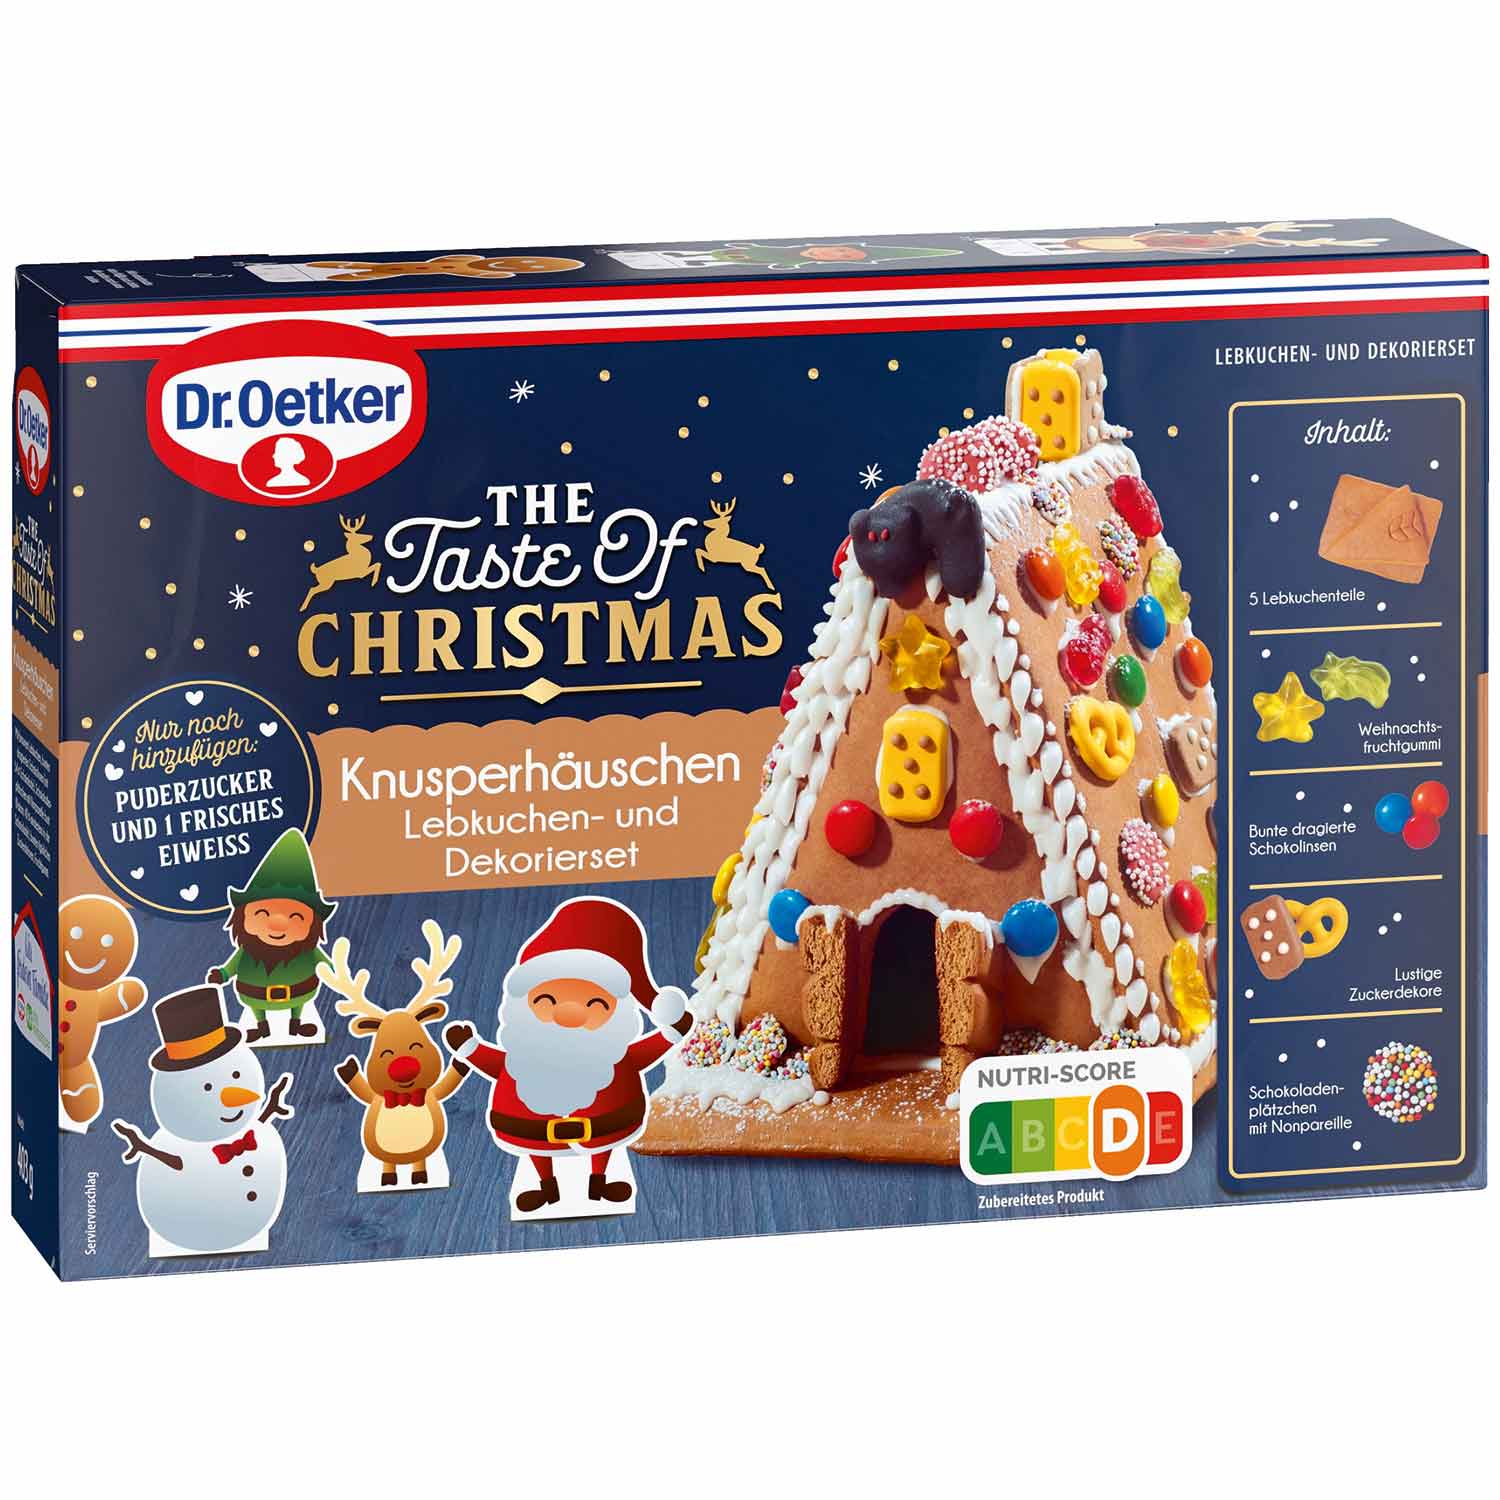 Dr.Oetker
THE
Taste Of
CHRISTMAS
Nur noch
hinzufügen:
PUDERZUCKER
UND 1 FRISCHES
EIWEISS
Knusperhäuschen
Lebkuchen- und
Dekorierset
LEBKUCHEN- UND DEKORIERSET
Inhalt:
5 Lebkuchenteile
Weihnachts-
fruchtgummi
Bunte dragierte
Schokolinsen
Lustige
Zuckerdekore
Schokoladen-
plätzchen
mit Nonpareille
NUTRI-SCORE
A B C D E
Zubereitetes Produkt
Serviervorschlag
Dr.Oetker
THE
Taste Of
CHRISTMAS
Knusperhäuschen
403 g